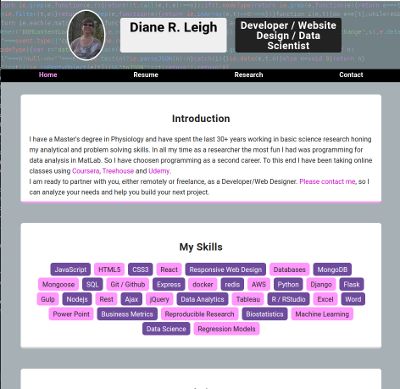 Diane R. Leigh
Developer / Website
Design / Data
Scientist
Home Resume Research Contact
Introduction
I have a Master's degree in Physiology and have spent the last 30+ years working in basic science research honing
my analytical and problem solving skills. In all my time as a researcher the most fun I had was programming for
data analysis in MatLab. So I have choosen programming as a second career. To this end I have been taking online
classes using Coursera, Treehouse and Udemy.
I am ready to partner with you, either remotely or freelance, as a Developer/Web Designer. Please contact me, so I
can analyze your needs and help you build your next project.
My Skills
JavaScript HTML5 CSS3 React Responsive Web Design Databases MongoDB
Mongoose SQL Git / Github Express docker redis AWS Python Django Flask
Gulp Nodejs Rest Ajax jQuery Data Analytics Tableau R / RStudio Excel Word
Power Point Business Metrics Reproducible Research Biostatistics Machine Learning
Data Science Regression Models